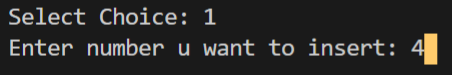 Select Choice: 1
Enter number u want to insert: 4